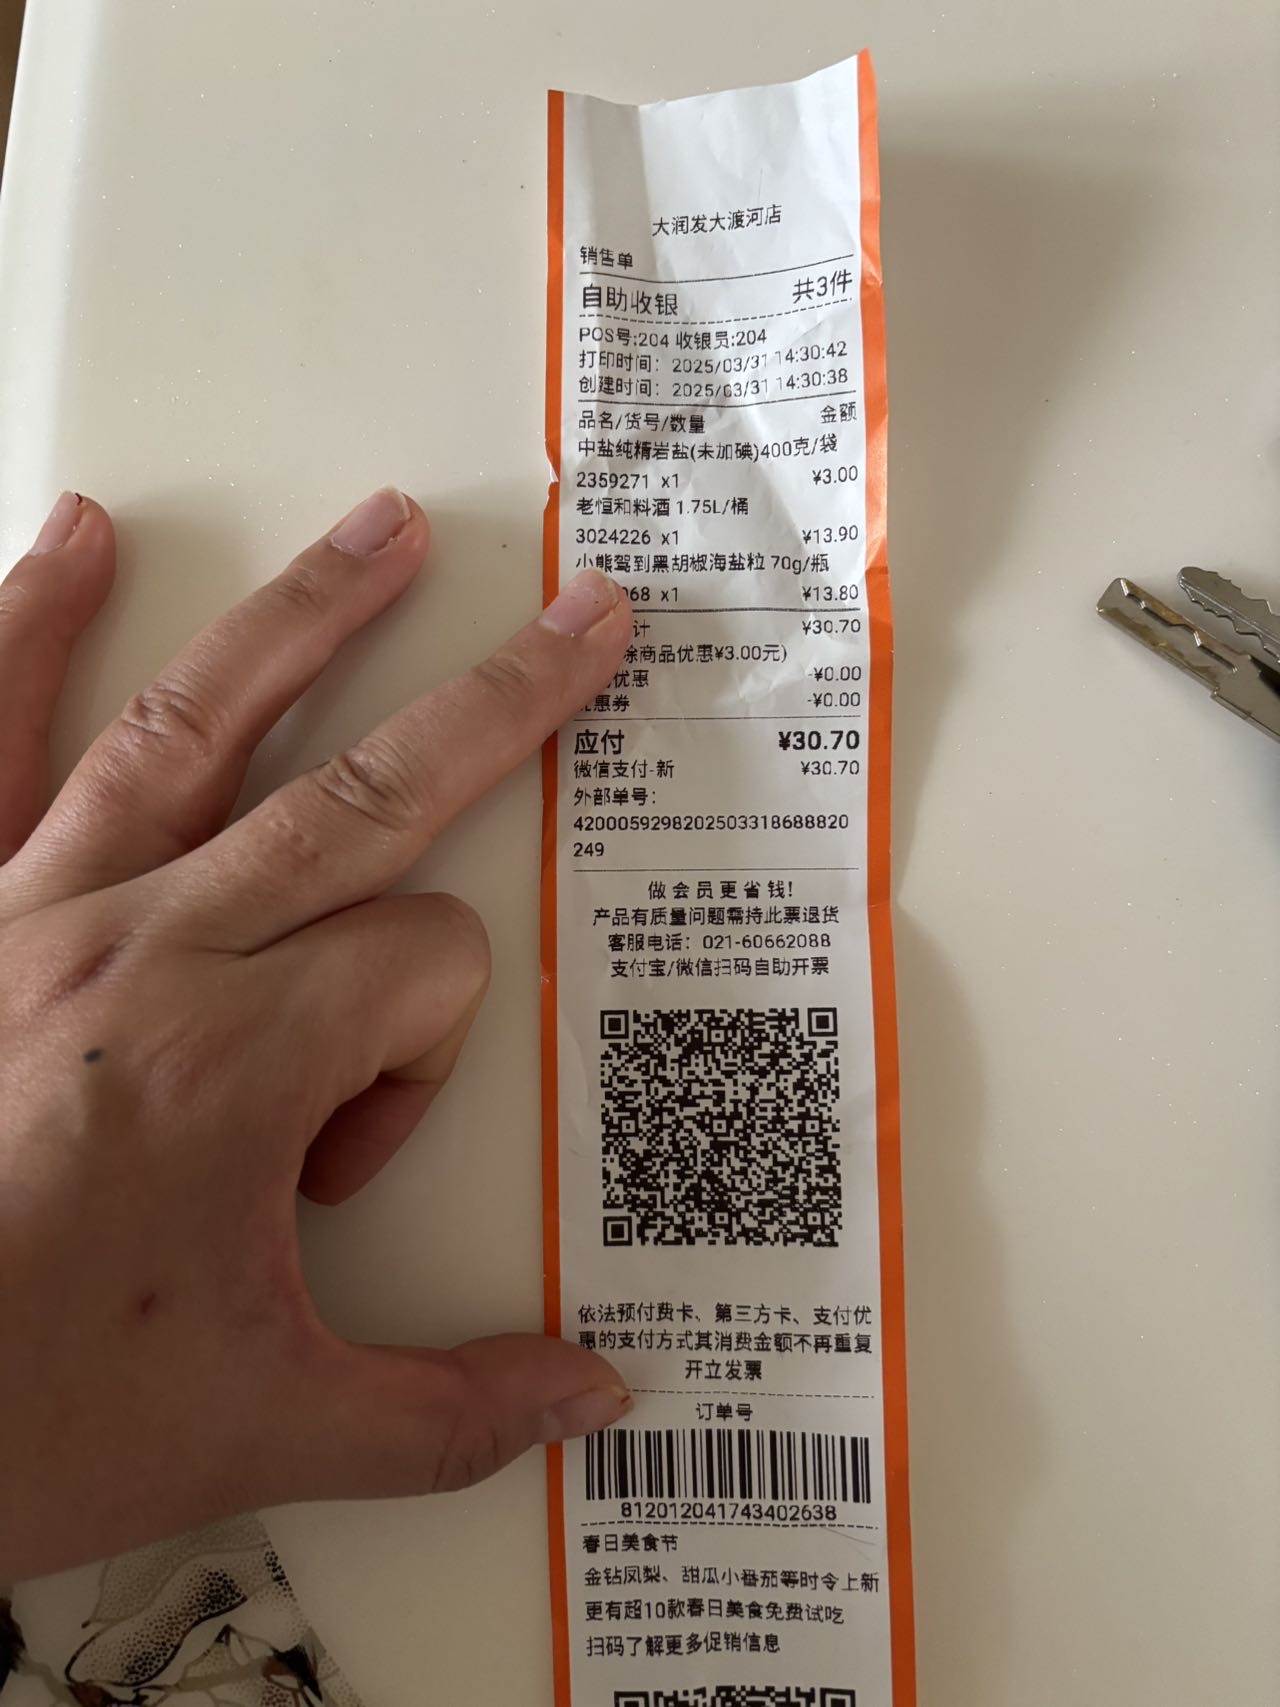 大润发大渡河店
销售单
自助收银 共3件
POS号:204 收银员:204
打印时间: 2025/03/31 14:30:42
创建时间: 2025/03/31 14:30:38
品名/货号/数量 金额
中盐纯精岩盐(未加碘)400克/袋
2359271 x1 ¥3.00
老恒和料酒 1.75L/桶
3024226 x1 ¥13.90
小熊驾到黑胡椒海盐粒 70g/瓶
068 x1 ¥13.80
计 ¥30.70
除商品优惠¥3.00元)
优惠 -¥0.00
惠券 -¥0.00
应付 ¥30.70
微信支付-新 ¥30.70
外部单号:
4200059298202503318688820
249
做会员更省钱!
产品有质量问题需持此票退货
客服电话: 021-60662088
支付宝/微信扫码自助开票
依法预付费卡、第三方卡、支付优
惠的支付方式其消费金额不再重复
开立发票
订单号
812012041743402638
春日美食节
金钻凤梨、甜瓜小番茄等时令上新
更有超10款春日美食免费试吃
扫码了解更多促销信息